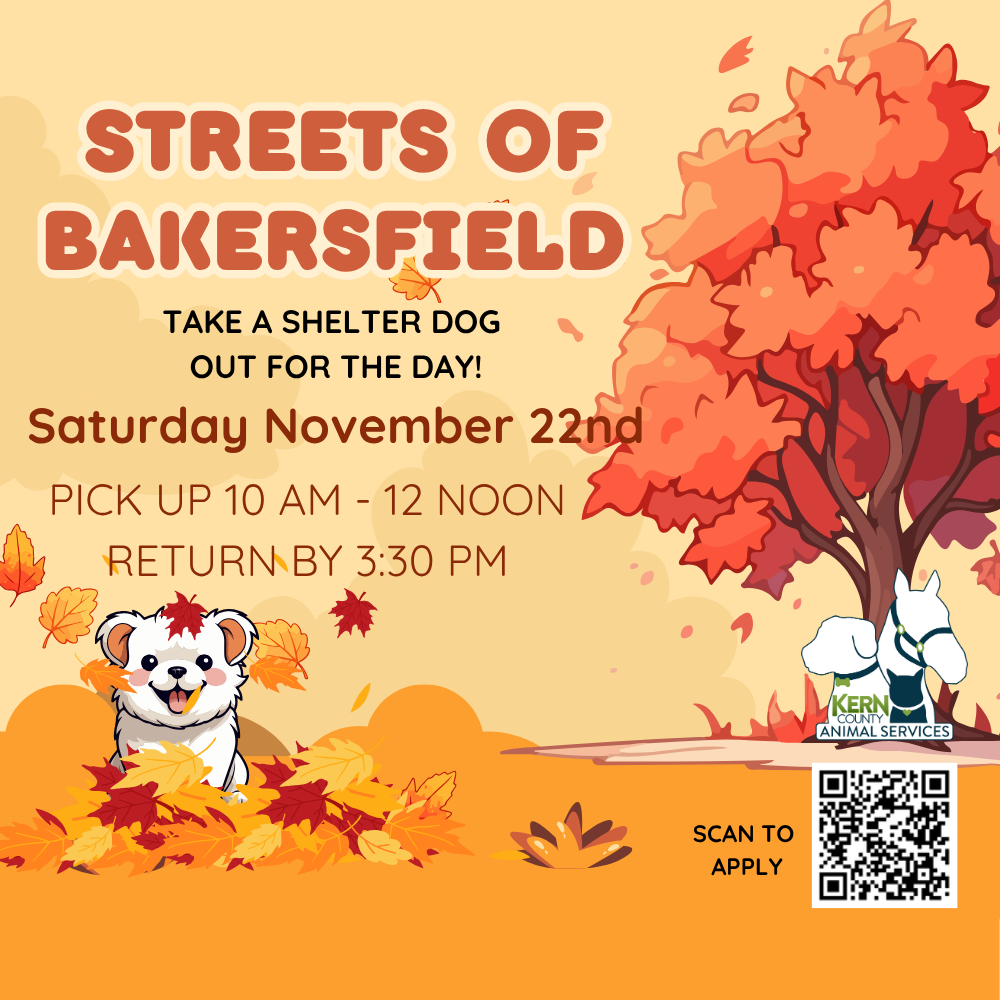 STREETS OF
BAKERSFIELD
TAKE A SHELTER DOG
OUT FOR THE DAY!
Saturday November 22nd
PICK UP 10 AM - 12 NOON
RETURN BY 3:30 PM
KERN
COUNTY
ANIMAL SERVICES
SCAN TO
APPLY